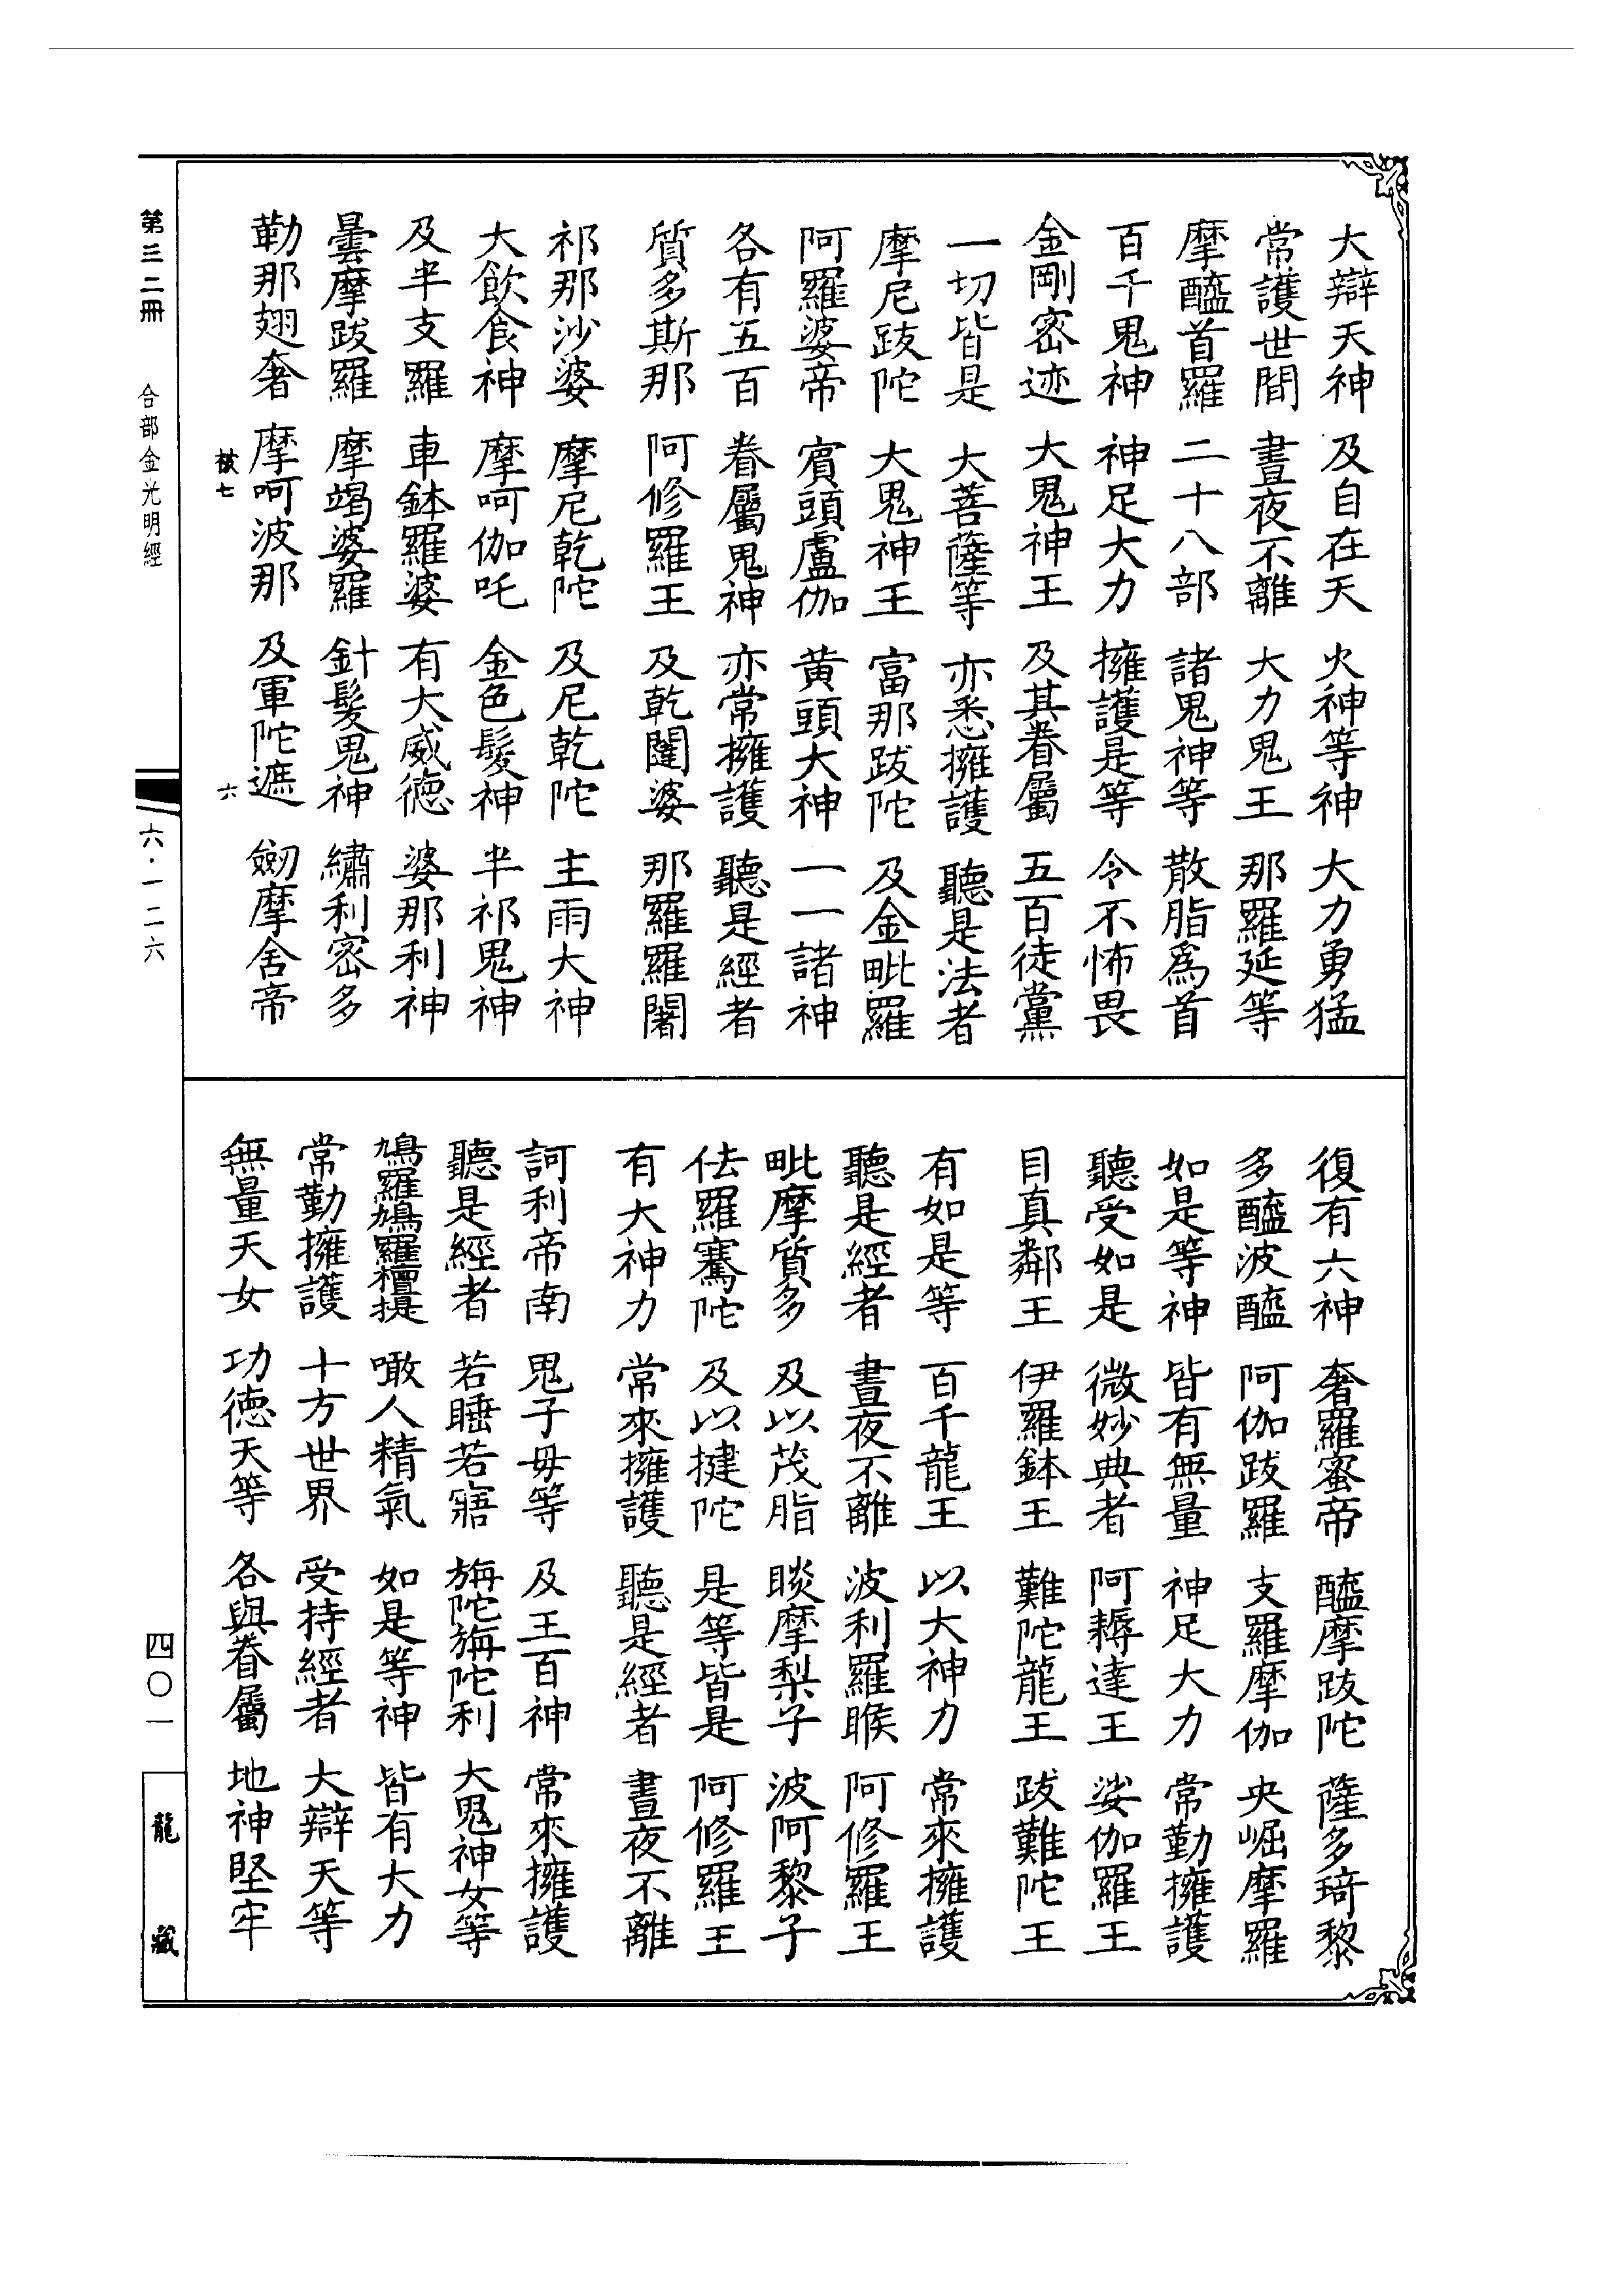 大辯天神　及自在天　火神等神　大力勇猛
常護世間　晝夜不離　大力鬼王　那羅延等
摩醯首羅　二十八部　諸鬼神等　散脂為首
百千鬼神　神足大力　擁護是等　令不怖畏
金剛密迹　大鬼神王　及其眷屬　五百徒黨
一切皆是　大菩薩等　亦悉擁護　聽是法者
摩尼跋陀　大鬼神王　富那跋陀　及金毗羅
阿羅婆帝　賓頭盧伽　黃頭大神　一一諸神
各有五百　眷屬鬼神　亦常擁護　聽是經者
質多斯那　阿修羅王　及乾闥婆　那羅羅闍
祁那沙婆　摩尼乾陀　及尼乾陀　主雨大神
大飲食神　摩呵伽吒　金色髮神　半祁鬼神
及半支羅　車鉢羅婆　有大威德　婆那利神
曇摩跋羅　摩竭婆羅　針髮鬼神　繡利密多
勒那翅奢　摩呵波那　及軍陀遮　劒摩舍帝
七　六
復有六神　奢羅蜜帝　醯摩跋陀　薩多琦黎
多醯波醯　阿伽跋羅　支羅摩伽　央崛摩羅
如是等神　皆有無量　神足大力　常勤擁護
聽受如是　微妙典者　阿耨達王　娑伽羅王
目真鄰王　伊羅鉢王　難陀龍王　跋難陀王
有如是等　百千龍王　以大神力　常來擁護
聽是經者　晝夜不離　波利羅睺　阿修羅王
毗摩質多　及以茂脂　睒摩梨子　波阿黎子
佉羅騫陀　及以揵陀　是等皆是　阿修羅王
有大神力　常來擁護　聽是經者　晝夜不離
訶利帝南　鬼子母等　及王百神　常來擁護
聽是經者　若睡若寤　旃陀旃陀利　大鬼神女等
鳩羅鳩羅檀提　噉人精氣　如是等神　皆有大力
常勤擁護　十方世界　受持經者　大辯天等
無量天女　功德天等　各與眷屬　地神堅牢
第三二冊　合部金光明經　六·一二六　四〇一　龍藏